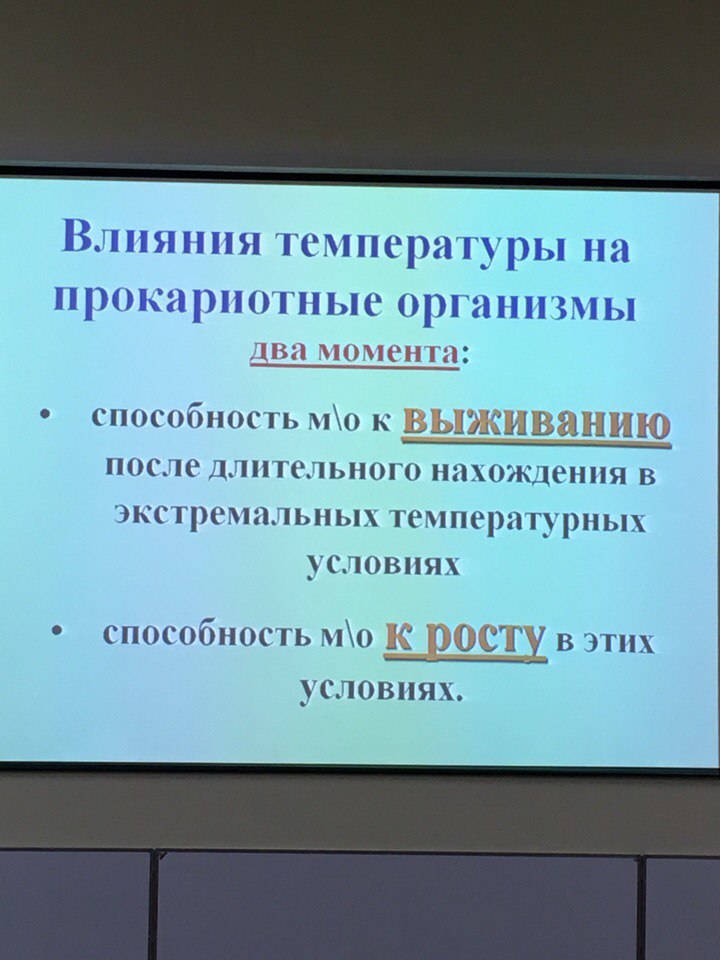 Влияния температуры на
прокариотные организмы
два момента:
• способность м\о к выживанию
после длительного нахождения в
экстремальных температурных
условиях
• способность м\о к росту в этих
условиях.